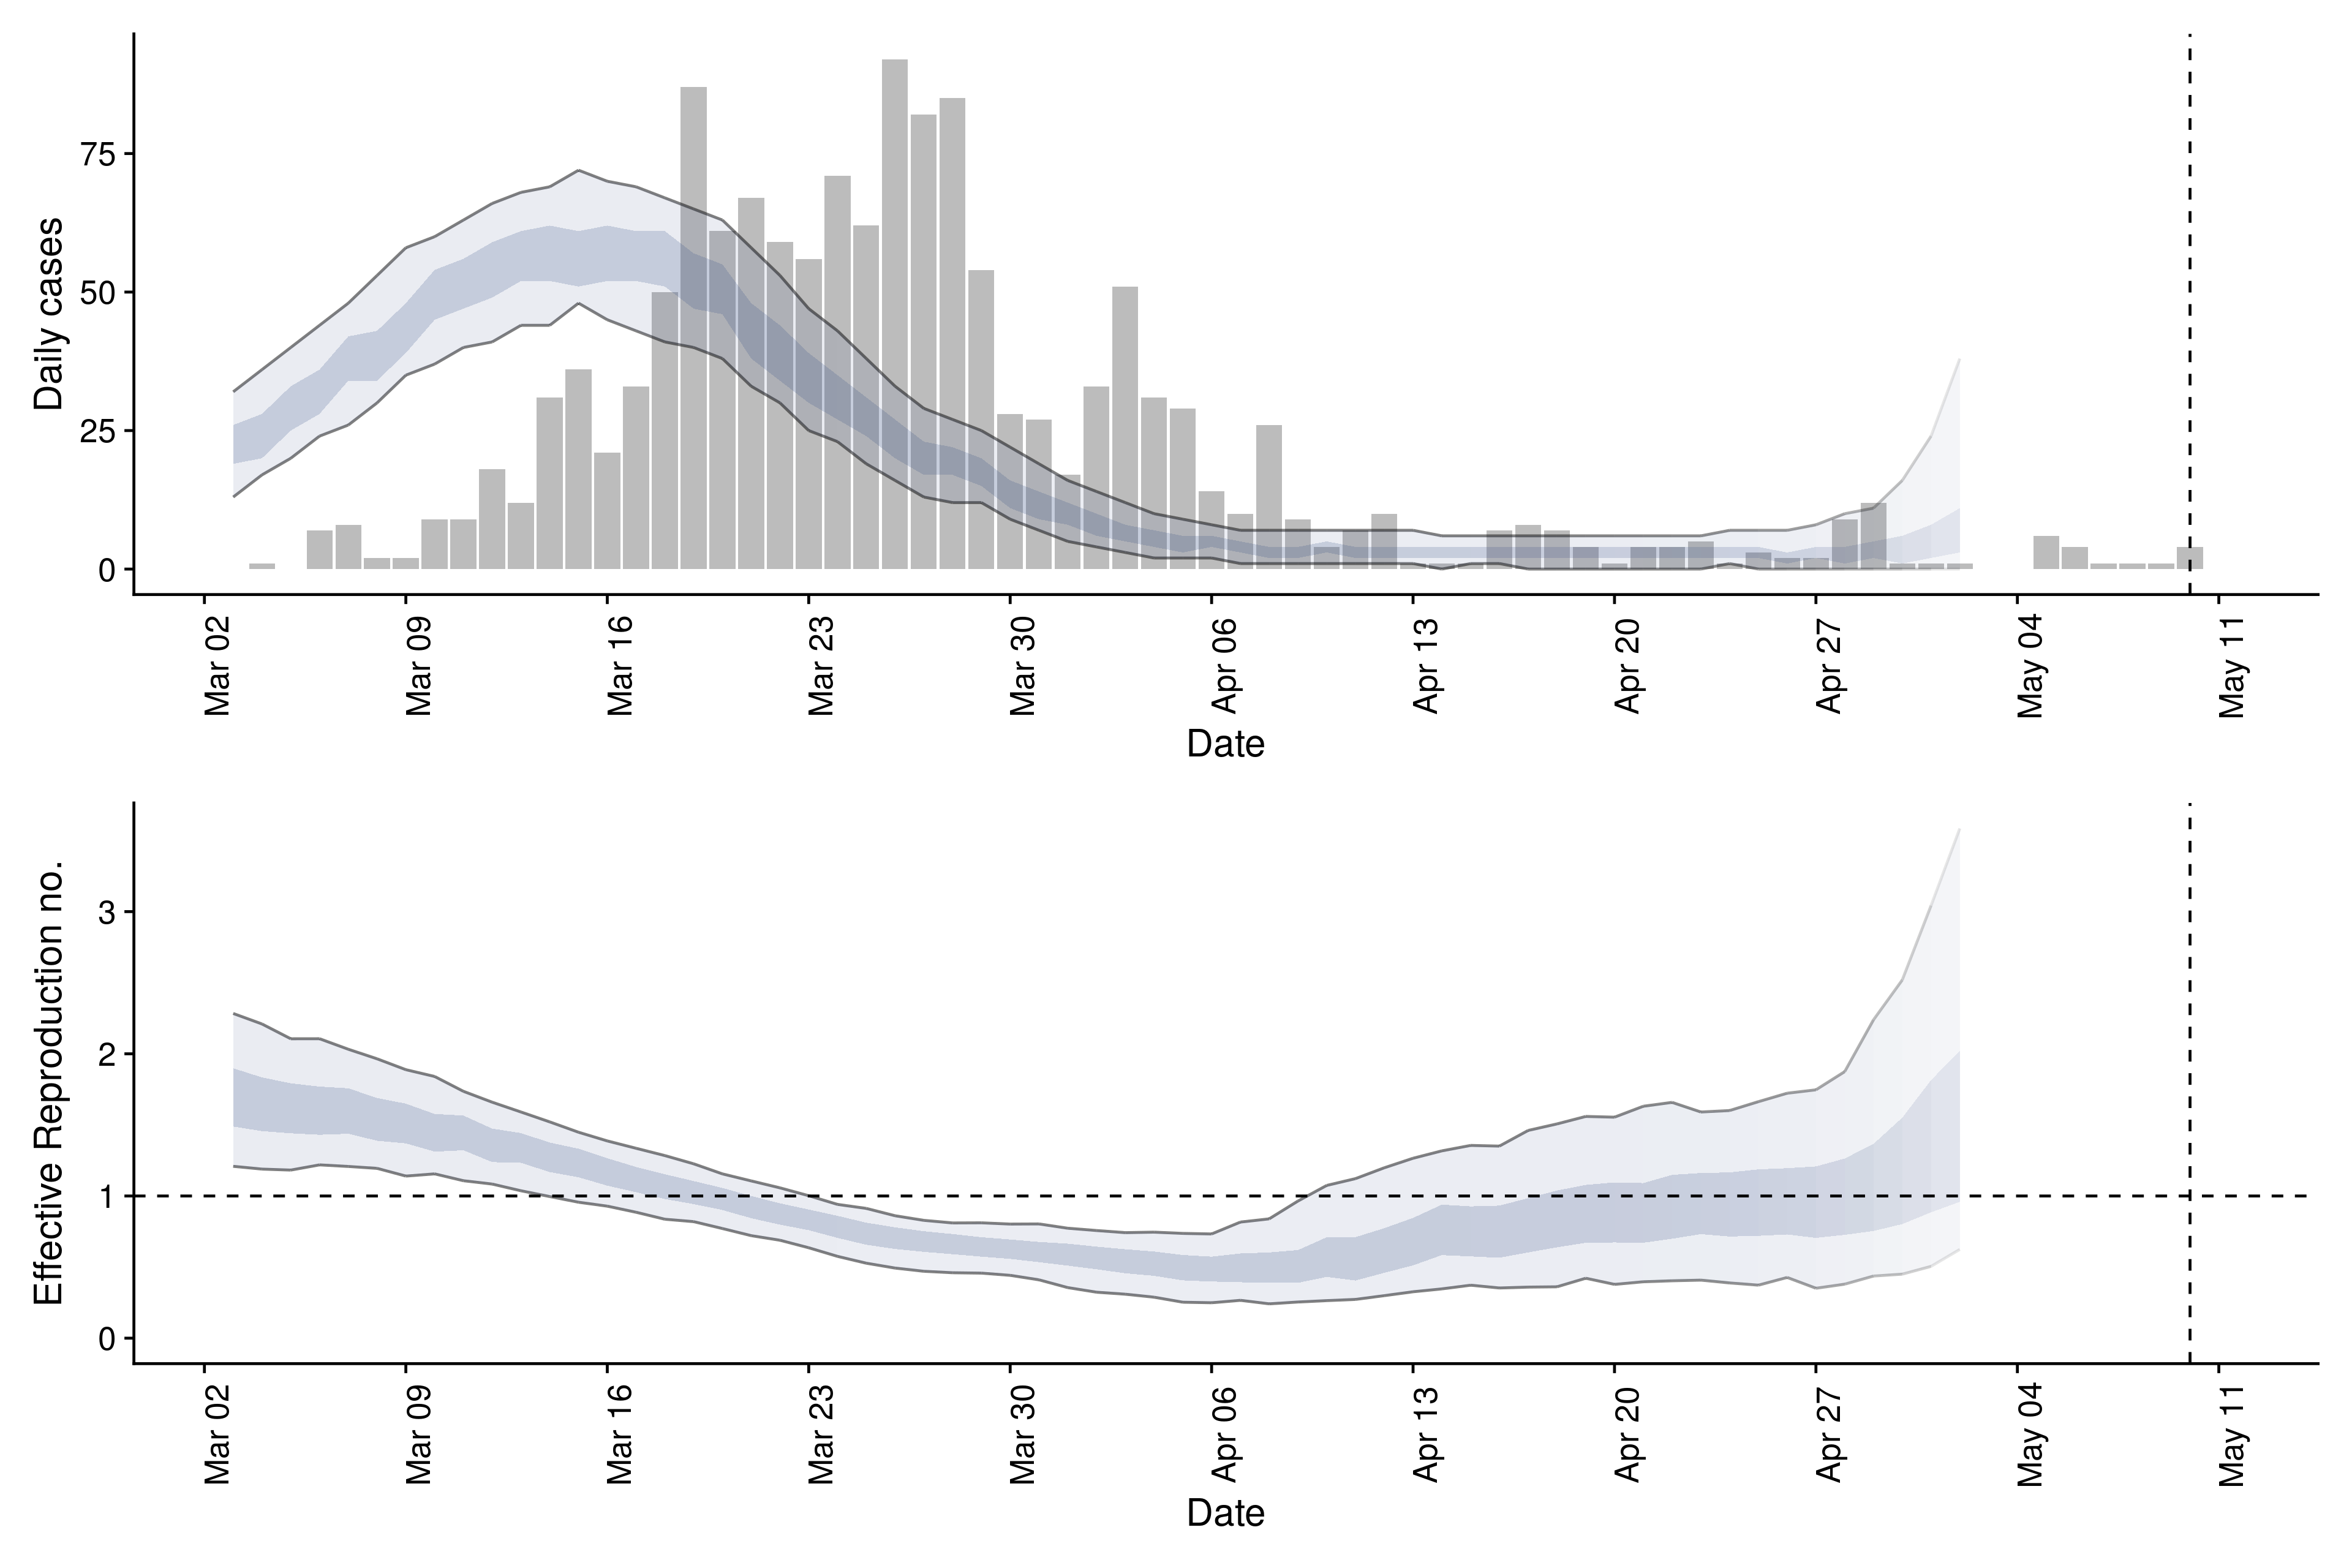 Daily cases
75
50
25
0
Mar 02
Mar 09
Mar 16
Mar 23
Mar 30
Apr 06
Apr 13
Apr 20
Apr 27
May 04
May 11
Date
Effective Reproduction no.
3
2
1
0
Mar 02
Mar 09
Mar 16
Mar 23
Mar 30
Apr 06
Apr 13
Apr 20
Apr 27
May 04
May 11
Date